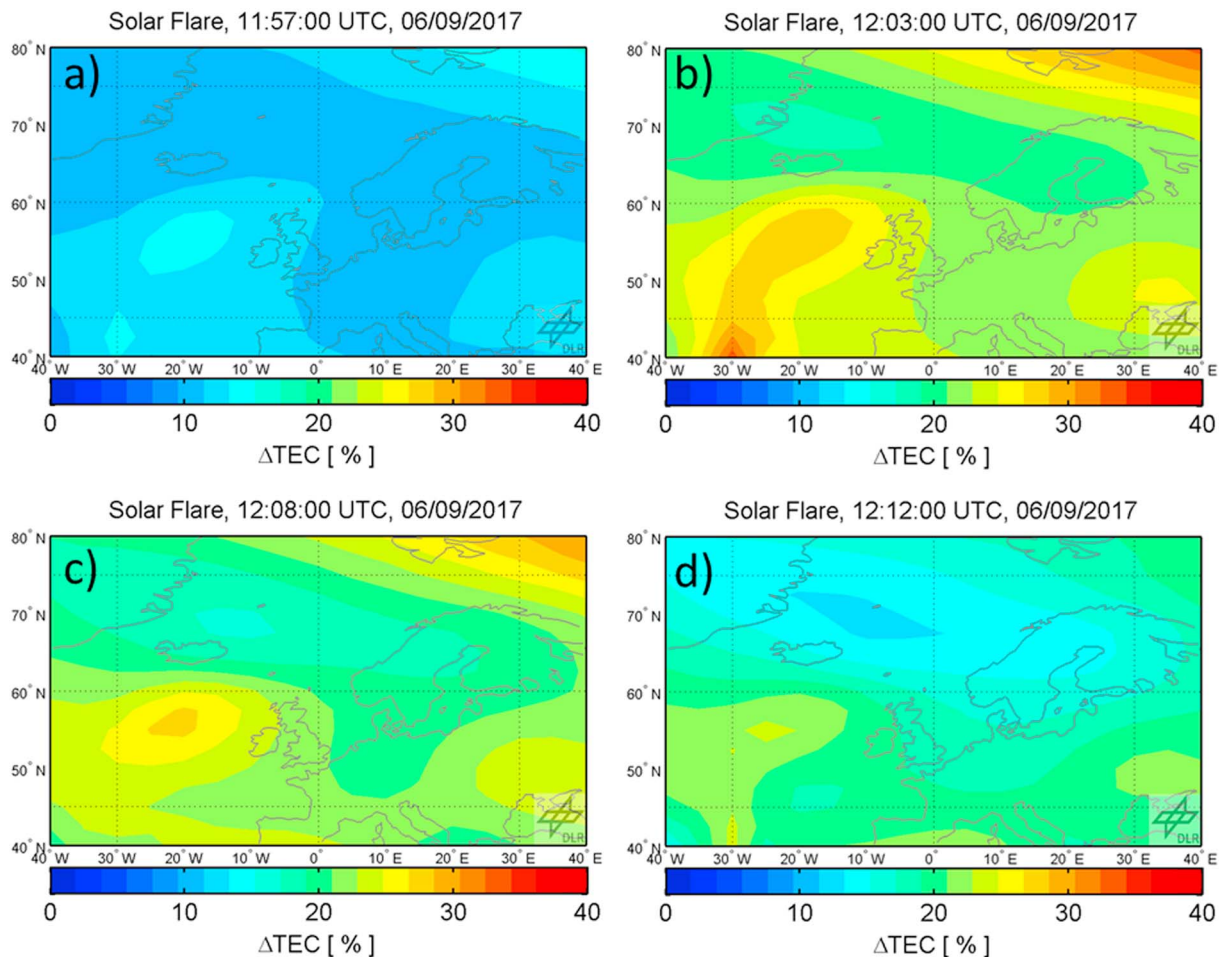 Solar Flare, 11:57:00 UTC, 06/09/2017
a)
80° N
70° N
60° N
50° N
40° N
DLR
40° W 30° W 20° W 10° W 0° 10° E 20° E 30° E 40° E
0 10 20 30 40
ΔTEC [ % ]
Solar Flare, 12:03:00 UTC, 06/09/2017
b)
80° N
70° N
60° N
50° N
40° N
DLR
40° W 30° W 20° W 10° W 0° 10° E 20° E 30° E 40° E
0 10 20 30 40
ΔTEC [ % ]
Solar Flare, 12:08:00 UTC, 06/09/2017
c)
80° N
70° N
60° N
50° N
40° N
DLR
40° W 30° W 20° W 10° W 0° 10° E 20° E 30° E 40° E
0 10 20 30 40
ΔTEC [ % ]
Solar Flare, 12:12:00 UTC, 06/09/2017
d)
80° N
70° N
60° N
50° N
40° N
DLR
40° W 30° W 20° W 10° W 0° 10° E 20° E 30° E 40° E
0 10 20 30 40
ΔTEC [ % ]